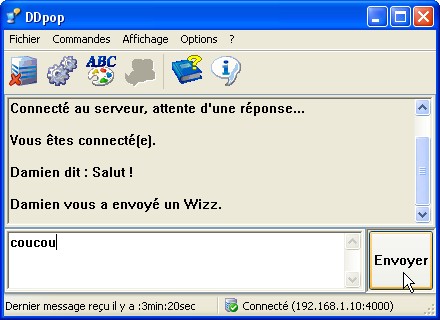 DDpop
Fichier Commandes Affichage Options ?
ABC
Connecté au serveur, attente d'une réponse...
Vous êtes connecté(e).
Damien dit : Salut !
Damien vous a envoyé un Wizz.
coucou
Envoyer
Dernier message reçu il y a :3min:20sec Connecté (192.168.1.10:4000)